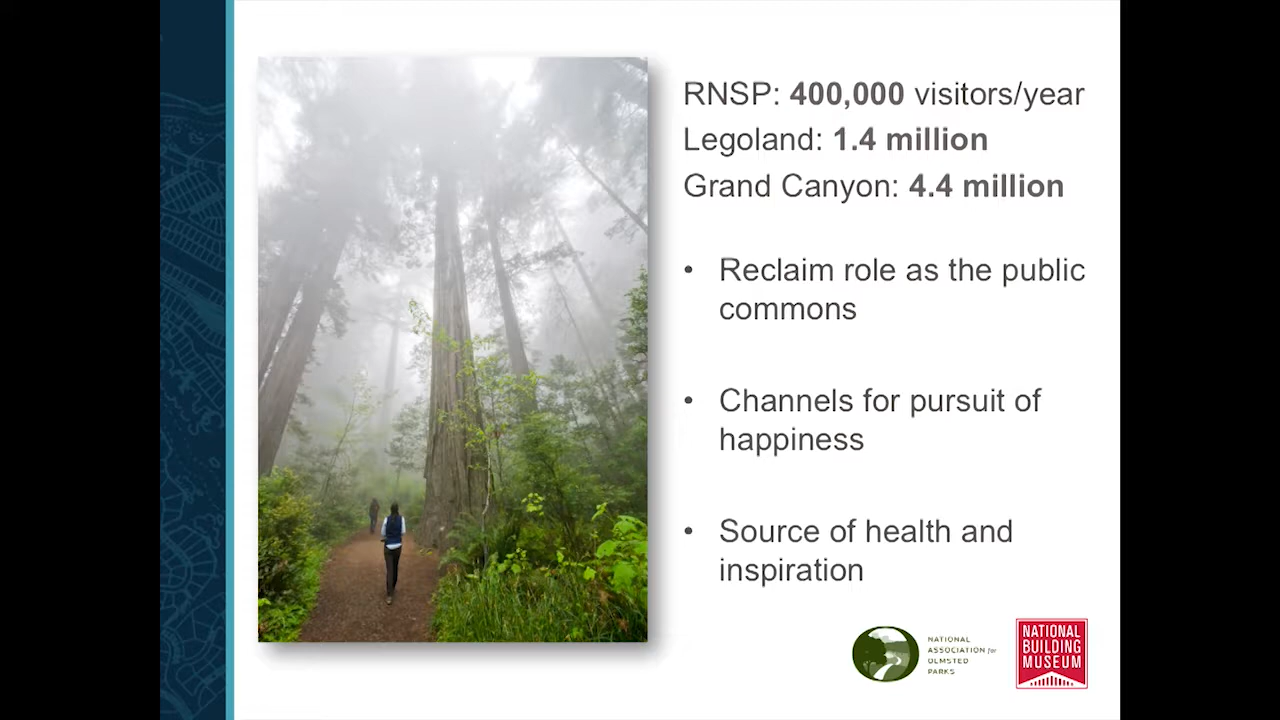 RNSP: 400,000 visitors/year
Legoland: 1.4 million
Grand Canyon: 4.4 million
• Reclaim role as the public
commons
• Channels for pursuit of
happiness
• Source of health and
inspiration
NATIONAL
ASSOCIATION for
OLMSTED
PARKS
NATIONAL
BUILDING
MUSEUM